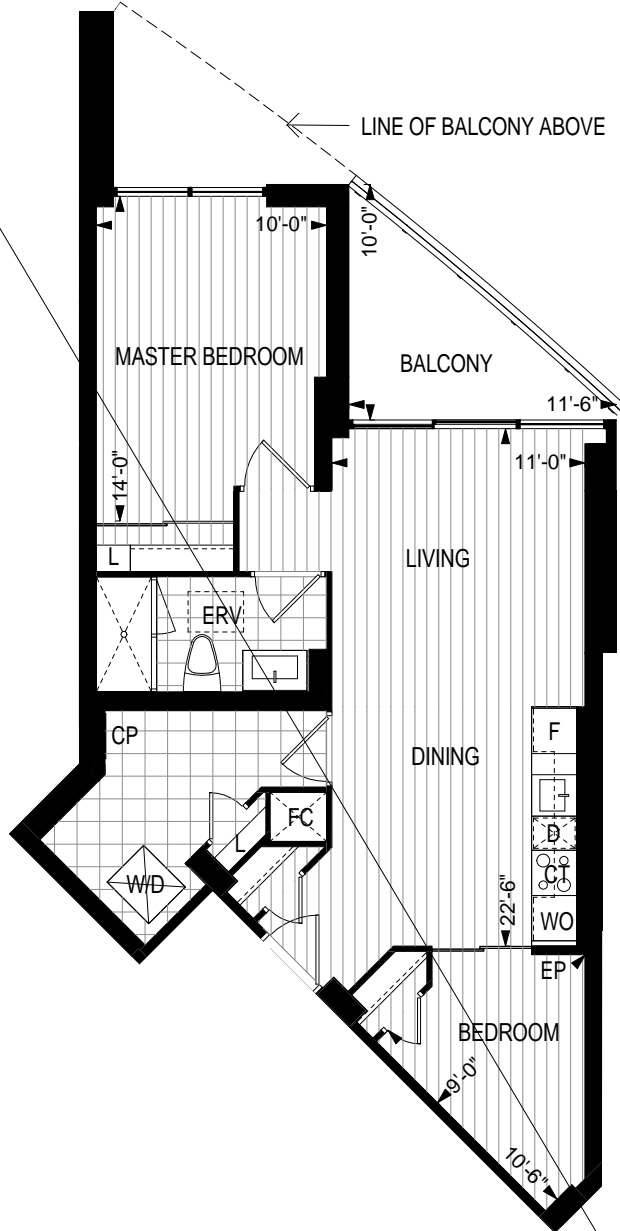 LINE OF BALCONY ABOVE
10'-0"
10'-0"
MASTER BEDROOM
BALCONY
11'-6"
14'-0"
11'-0"
L
LIVING
ERV
CP
DINING
F
FC
D
L
CT
W/D
22'-6"
WO
EP
BEDROOM
9'-0"
10'-6"